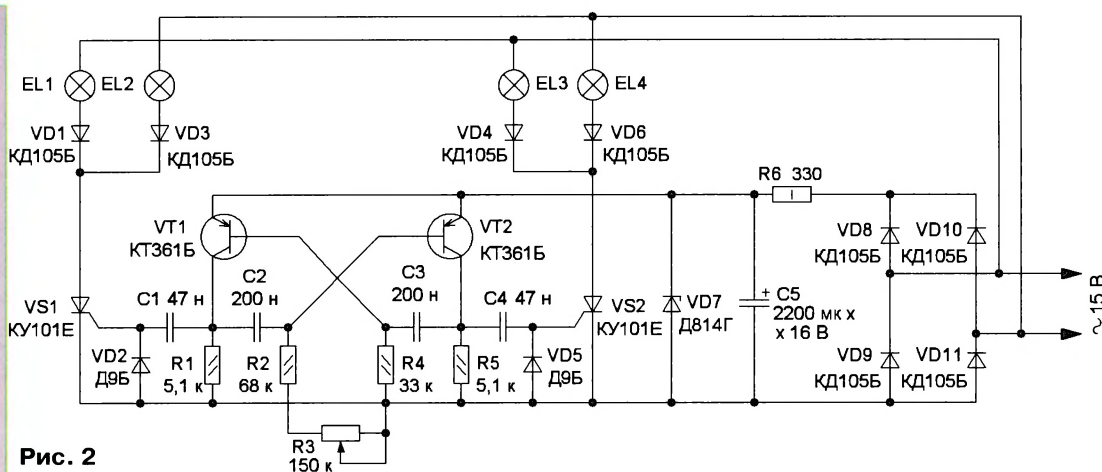 EL1
EL2
EL3
EL4
VD1
КД105Б
VD3
КД105Б
VD4
КД105Б
VD6
КД105Б
R6 330
VT1
КТ361Б
VT2
КТ361Б
VD8
КД105Б
VD10
КД105Б
C2
200 н
C3
200 н
C1 47 н
C4 47 н
VS1
КУ101Е
VS2
КУ101Е
VD7
Д814Г
+ C5
2200 мк х
х 16 В
~15 В
VD2
Д9Б
R1
5,1 к
R2
68 к
R4
33 к
R5
5,1 к
VD5
Д9Б
VD9
КД105Б
VD11
КД105Б
R3
150 к
Рис. 2